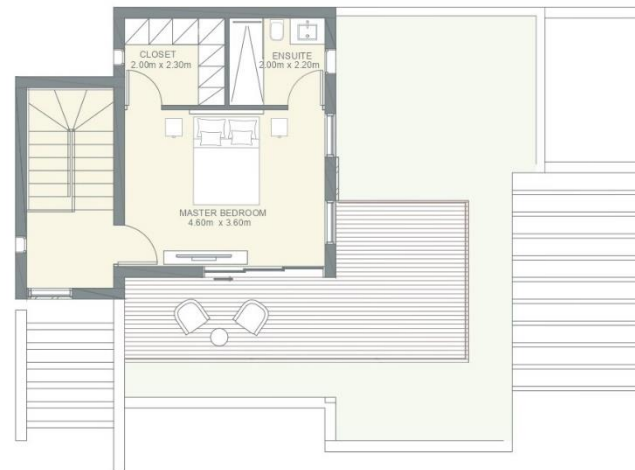 CLOSET
2.00m x 2.30m
ENSUITE
2.00m x 2.20m
MASTER BEDROOM
4.60m x 3.60m